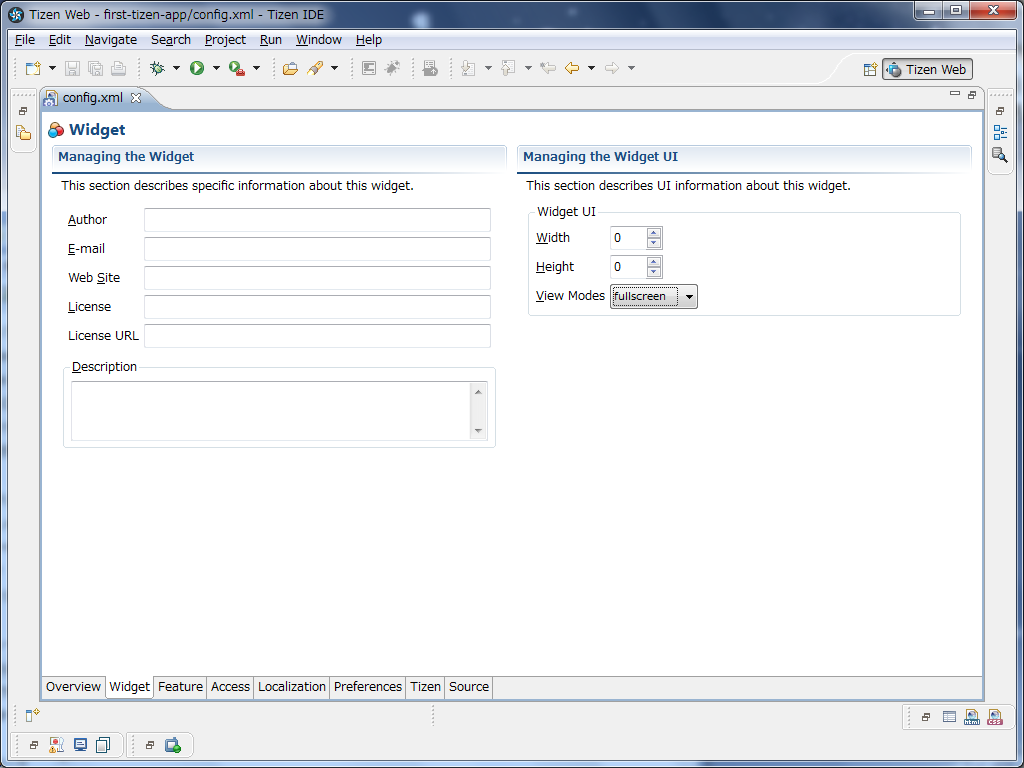 Tizen Web - first-tizen-app/config.xml - Tizen IDE
File Edit Navigate Search Project Run Window Help
Tizen Web
config.xml
Widget
Managing the Widget
This section describes specific information about this widget.
Author
E-mail
Web Site
License
License URL
Description
Managing the Widget UI
This section describes UI information about this widget.
Widget UI
Width 0
Height 0
View Modes fullscreen
Overview Widget Feature Access Localization Preferences Tizen Source
html css